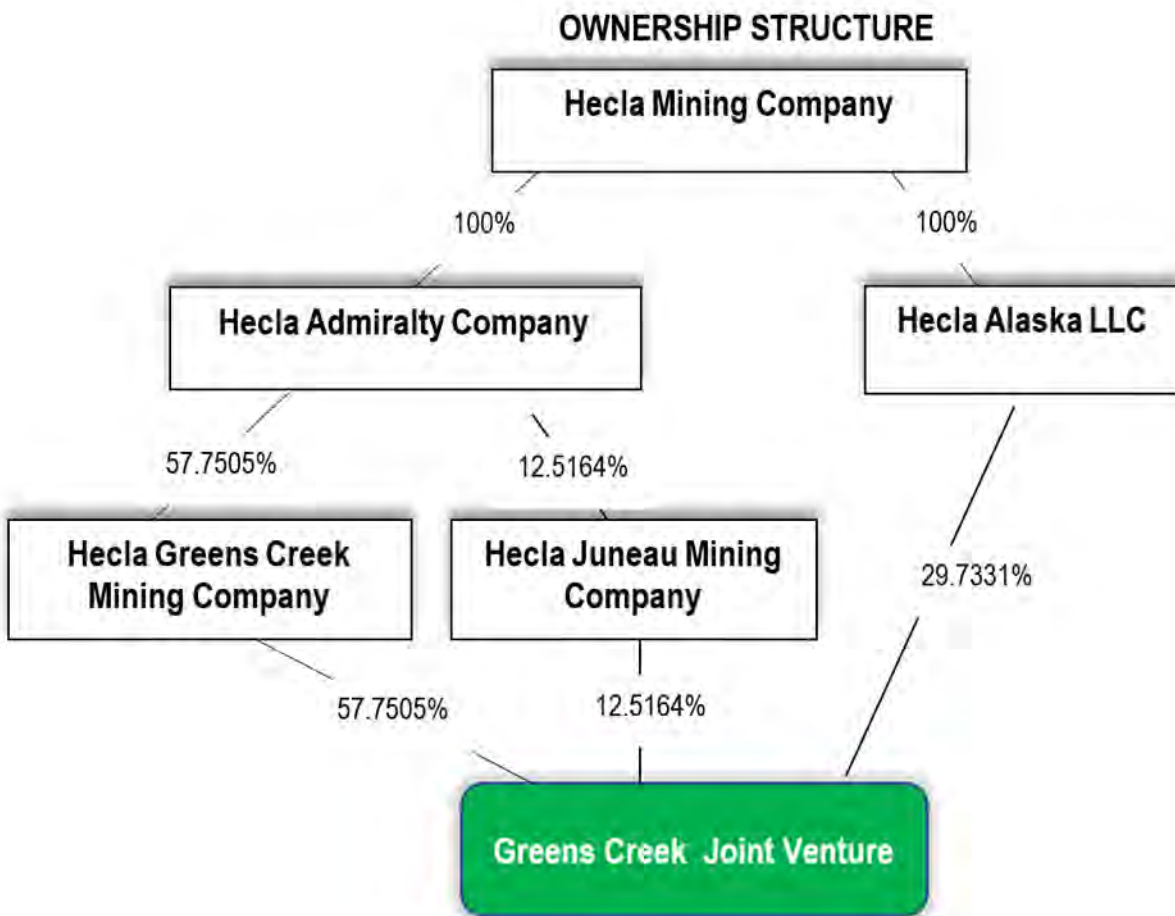 OWNERSHIP STRUCTURE
Hecla Mining Company
100%
100%
Hecla Admiralty Company
Hecla Alaska LLC
57.7505%
12.5164%
Hecla Greens Creek
Mining Company
Hecla Juneau Mining
Company
29.7331%
57.7505%
12.5164%
Greens Creek Joint Venture